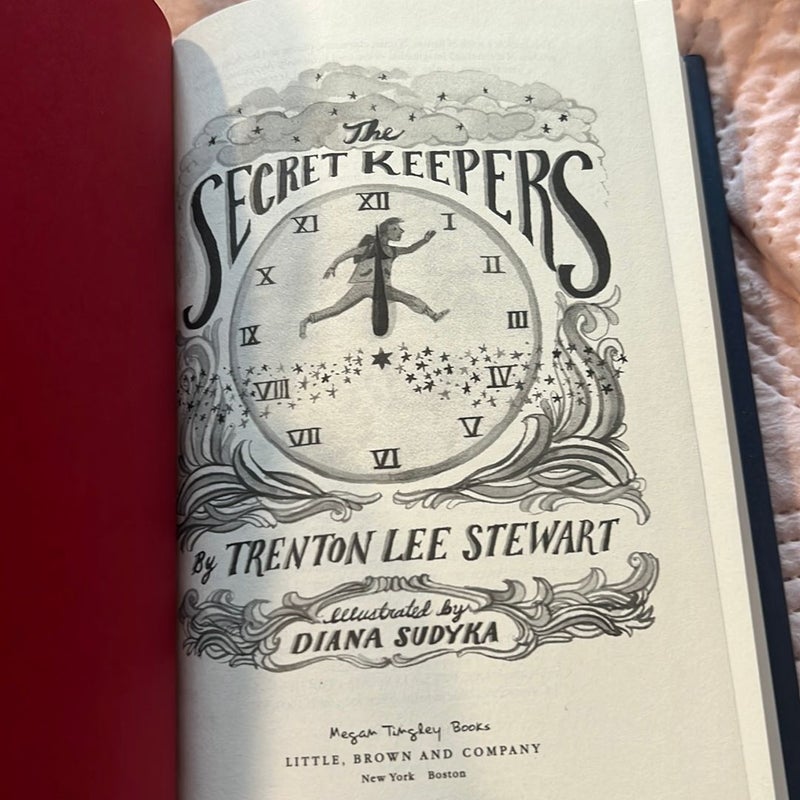 The
SECRET KEEPERS
XII
XI I
X II
IX III
VIII IV
VII V
VI
By TRENTON LEE STEWART
Illustrated by
DIANA SUDYKA
Megan Tingley Books
LITTLE, BROWN AND COMPANY
New York Boston